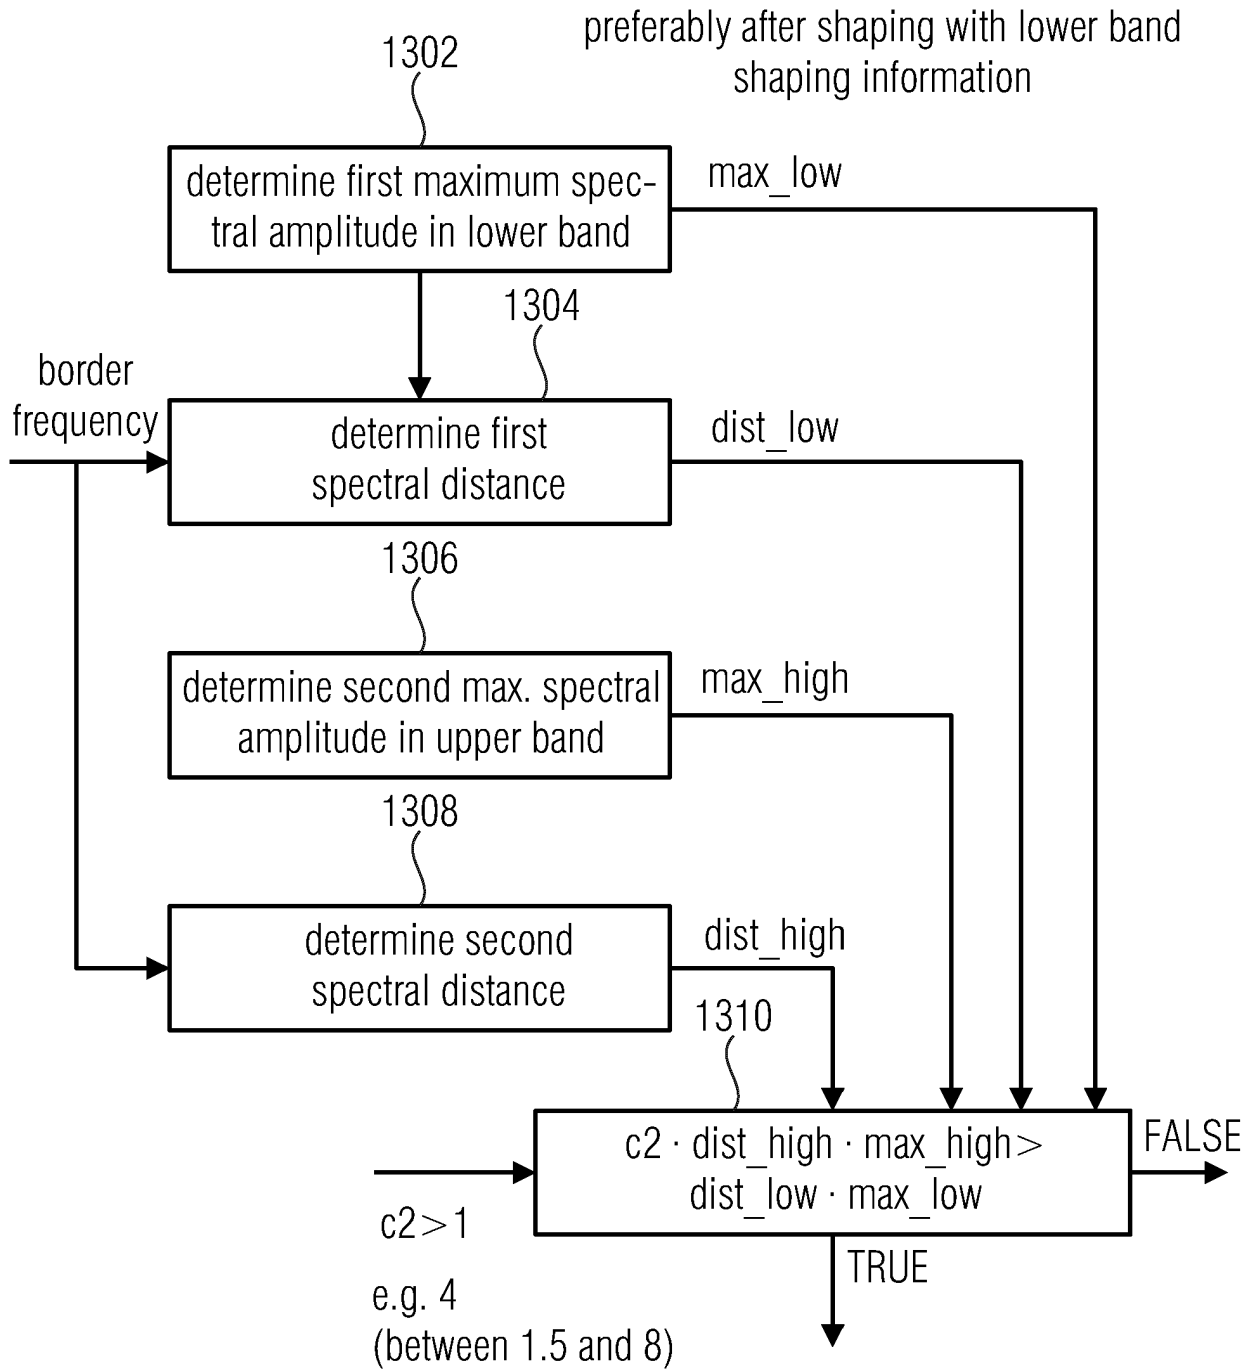 preferably after shaping with lower band
shaping information
1302
determine first maximum spec-
tral amplitude in lower band
max_low
1304
border
frequency
determine first
spectral distance
dist_low
1306
determine second max. spectral
amplitude in upper band
max_high
1308
determine second
spectral distance
dist_high
1310
c2 · dist_high · max_high>
dist_low · max_low
FALSE
c2>1
TRUE
e.g. 4
(between 1.5 and 8)